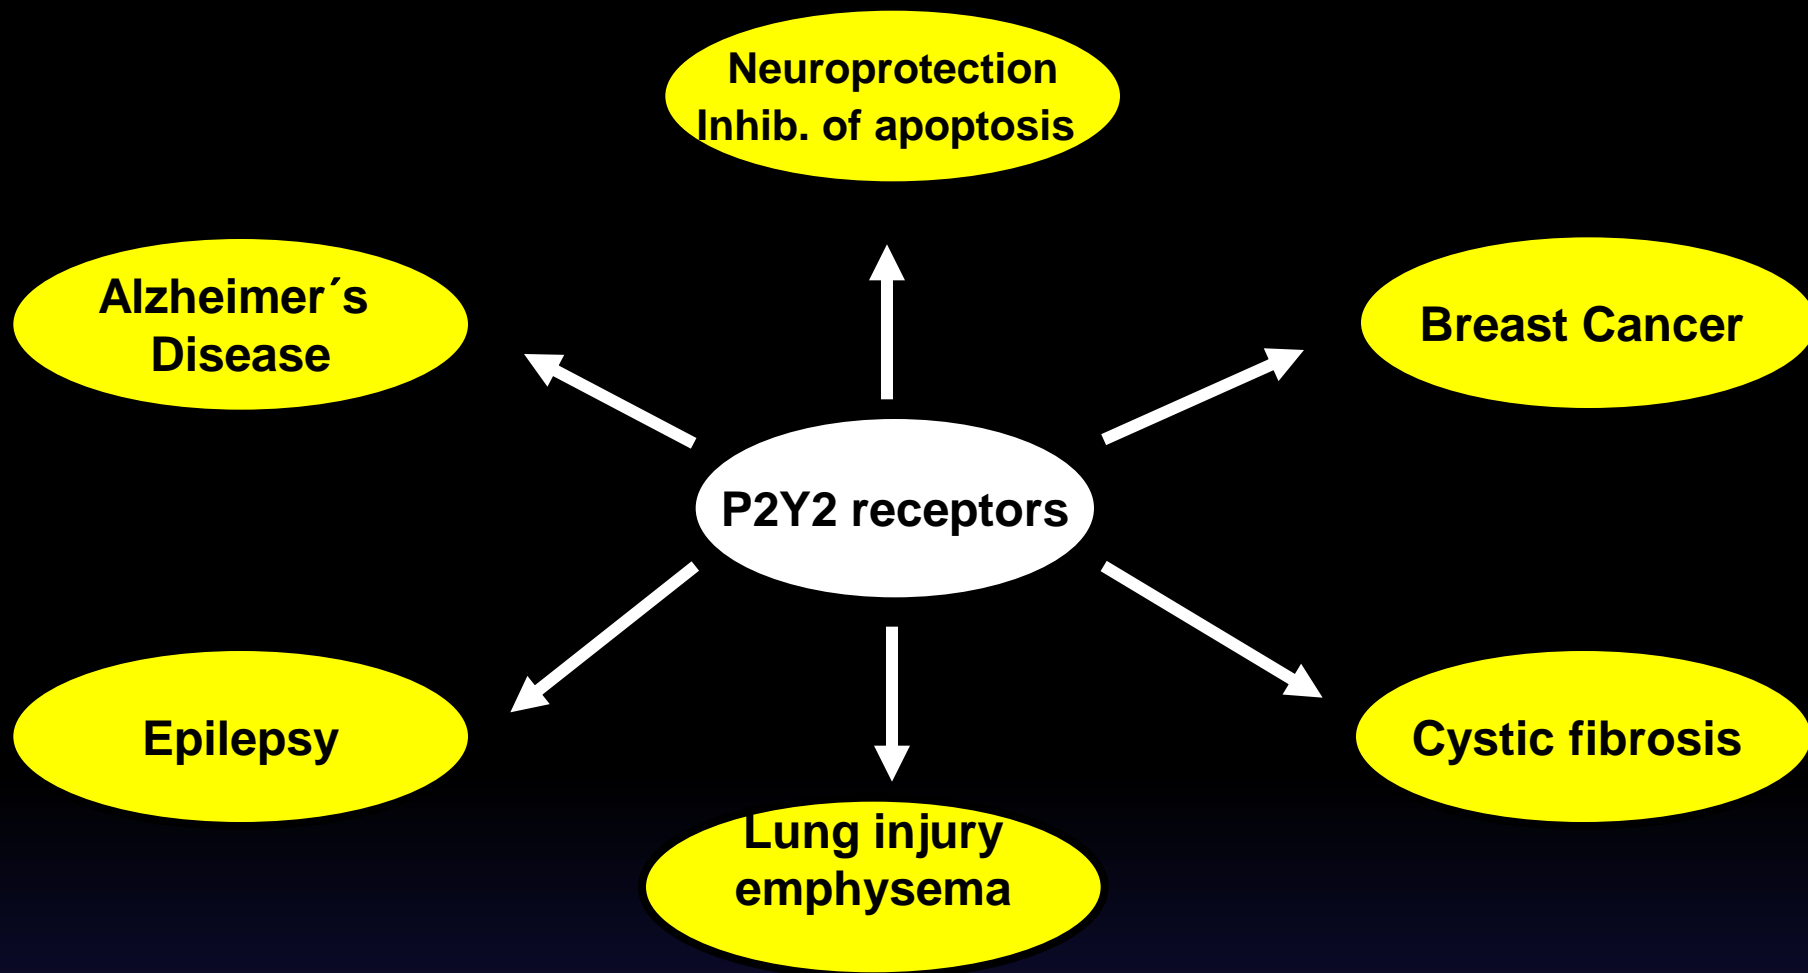 Neuroprotection
Inhib. of apoptosis
Alzheimer´s
Disease
Breast Cancer
P2Y2 receptors
Epilepsy
Cystic fibrosis
Lung injury
emphysema